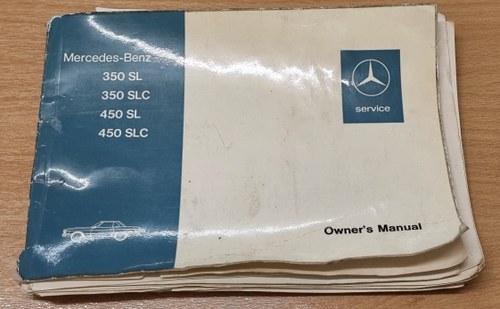 Mercedes-Benz
350 SL
350 SLC
450 SL
450 SLC
service
Owner's Manual